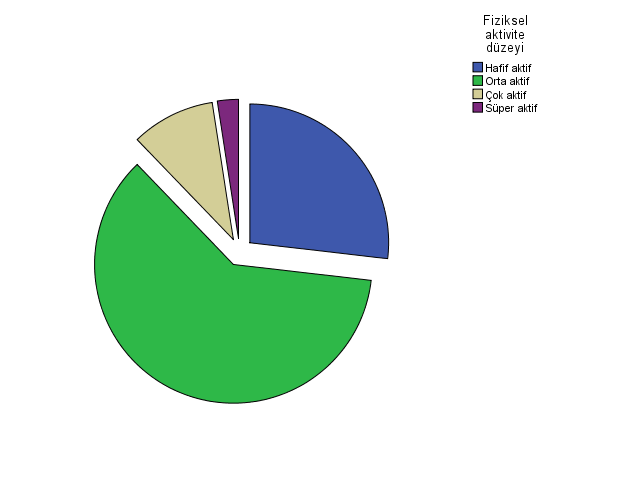 Fiziksel
aktivite
düzeyi
Hafif aktif
Orta aktif
Çok aktif
Süper aktif